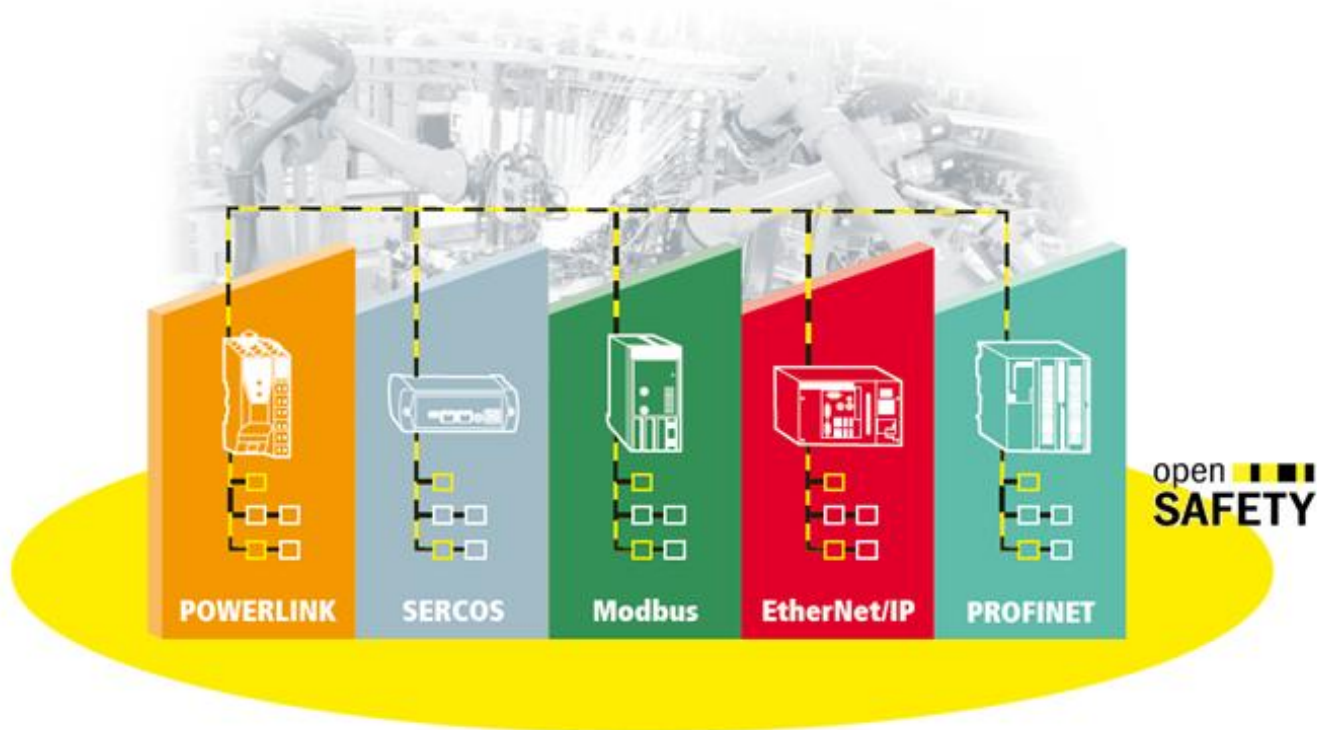 open
SAFETY
POWERLINK
SERCOS
Modbus
EtherNet/IP
PROFINET